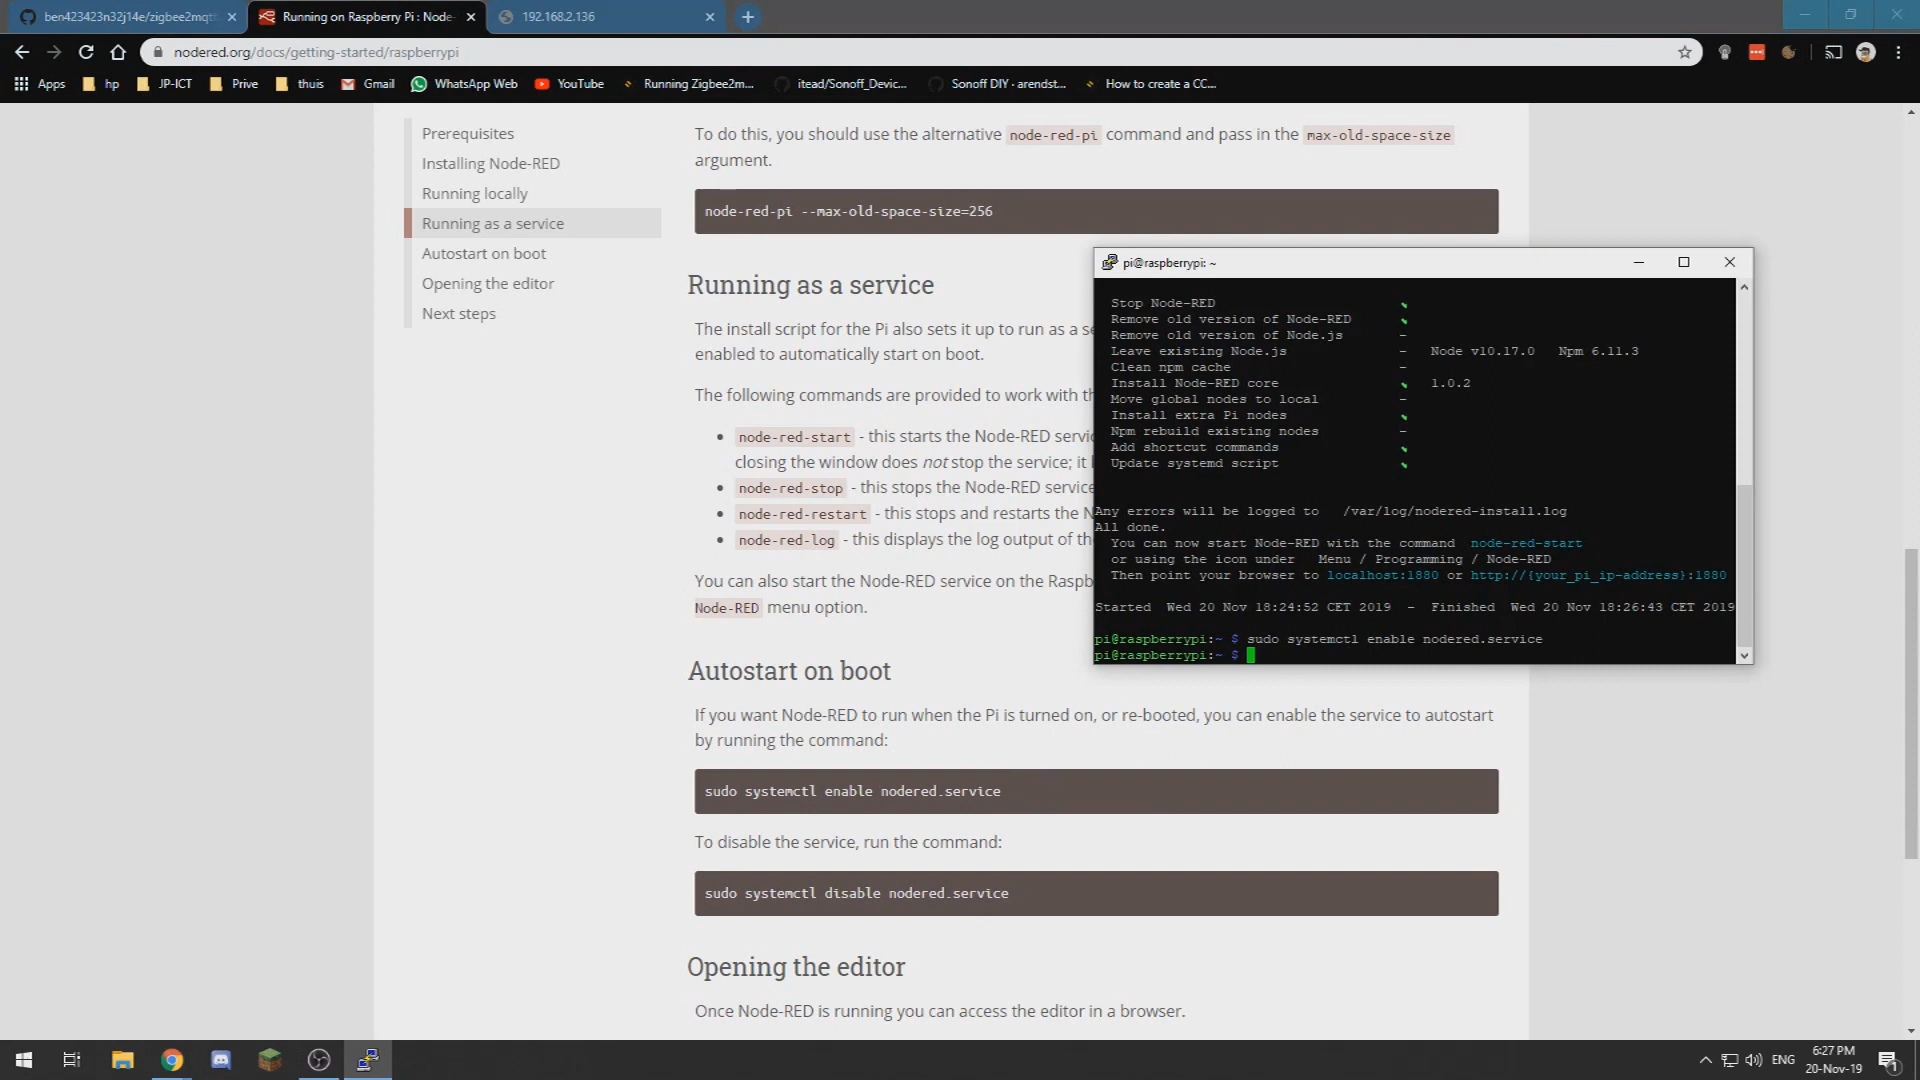 ben423423n32j14e/zigbee2mqtt
Running on Raspberry Pi : Node-
192.168.2.136
nodered.org/docs/getting-started/raspberrypi
Apps
hp
JP-ICT
Prive
thuis
Gmail
WhatsApp Web
YouTube
Running Zigbee2m...
itead/Sonoff_Devic...
Sonoff DIY · arendst...
How to create a CC...
Prerequisites
Installing Node-RED
Running locally
Running as a service
Autostart on boot
Opening the editor
Next steps
To do this, you should use the alternative node-red-pi command and pass in the max-old-space-size
argument.
node-red-pi --max-old-space-size=256
Running as a service
The install script for the Pi also sets it up to run as a se
enabled to automatically start on boot.
The following commands are provided to work with th
node-red-start - this starts the Node-RED servic
closing the window does not stop the service; it
node-red-stop - this stops the Node-RED service
node-red-restart - this stops and restarts the N
node-red-log - this displays the log output of the
You can also start the Node-RED service on the Raspb
Node-RED menu option.
Autostart on boot
If you want Node-RED to run when the Pi is turned on, or re-booted, you can enable the service to autostart
by running the command:
sudo systemctl enable nodered.service
To disable the service, run the command:
sudo systemctl disable nodered.service
Opening the editor
Once Node-RED is running you can access the editor in a browser.
pi@raspberrypi: ~
Stop Node-RED
Remove old version of Node-RED
Remove old version of Node.js -
Leave existing Node.js - Node v10.17.0 Npm 6.11.3
Clean npm cache -
Install Node-RED core 1.0.2
Move global nodes to local -
Install extra Pi nodes
Npm rebuild existing nodes -
Add shortcut commands
Update systemd script
Any errors will be logged to /var/log/nodered-install.log
All done.
You can now start Node-RED with the command node-red-start
or using the icon under Menu / Programming / Node-RED
Then point your browser to localhost:1880 or http://{your_pi_ip-address}:1880
Started Wed 20 Nov 18:24:52 CET 2019 - Finished Wed 20 Nov 18:26:43 CET 2019
pi@raspberrypi:~ $ sudo systemctl enable nodered.service
pi@raspberrypi:~ $
ENG
6:27 PM
20-Nov-19
1